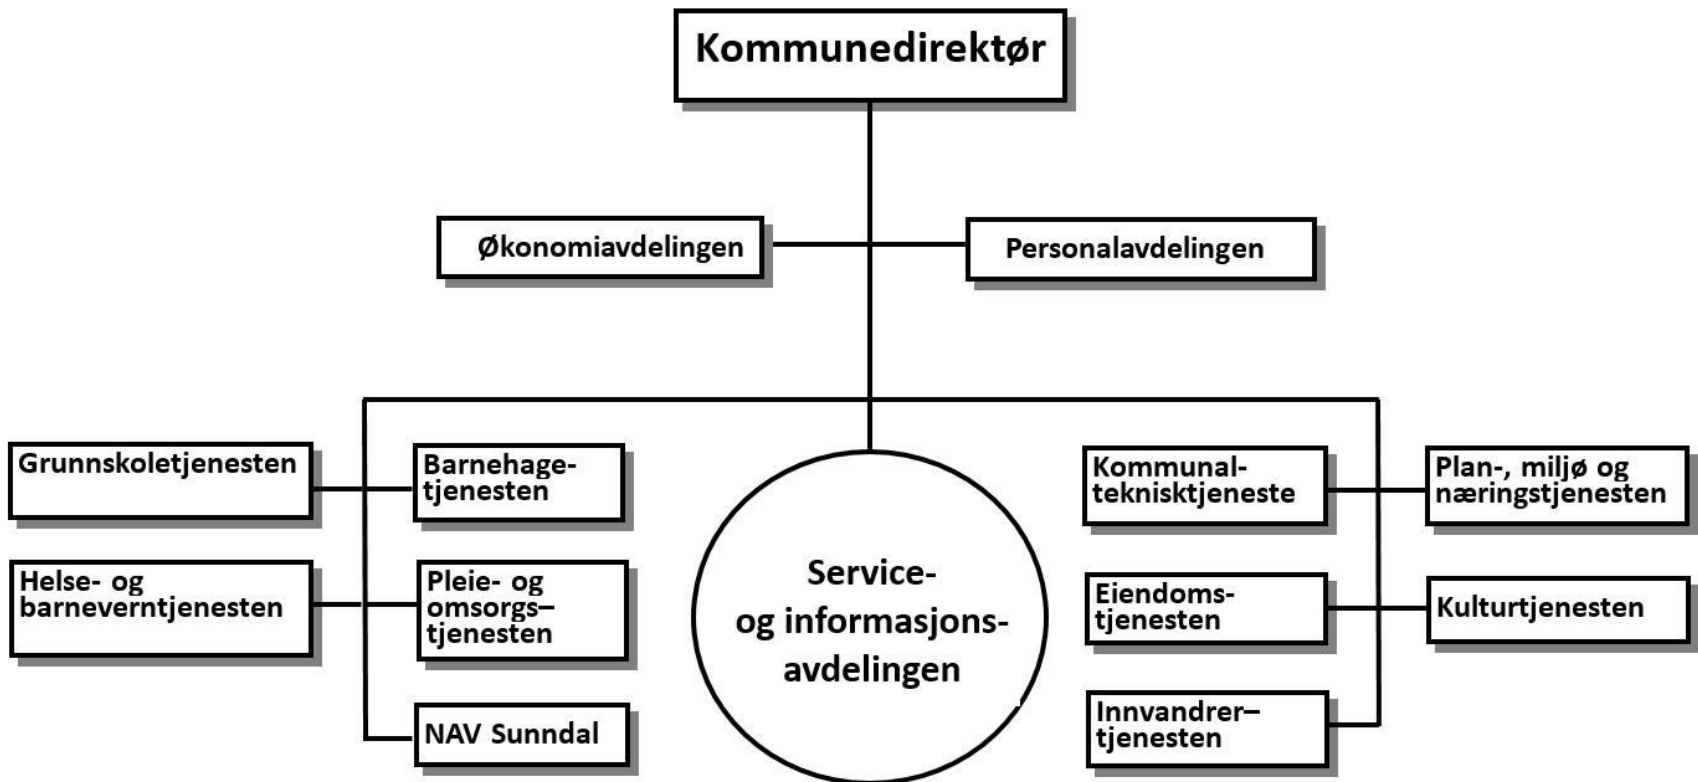 Kommunedirektør
Økonomiavdelingen
Personalavdelingen
Grunnskoletjenesten
Barnehage-
tjenesten
Helse- og
barneverntjenesten
Pleie- og
omsorgs–
tjenesten
NAV Sunndal
Service-
og informasjons-
avdelingen
Kommunal-
teknisktjeneste
Plan-, miljø og
næringstjenesten
Eiendoms-
tjenesten
Kulturtjenesten
Innvandrer–
tjenesten